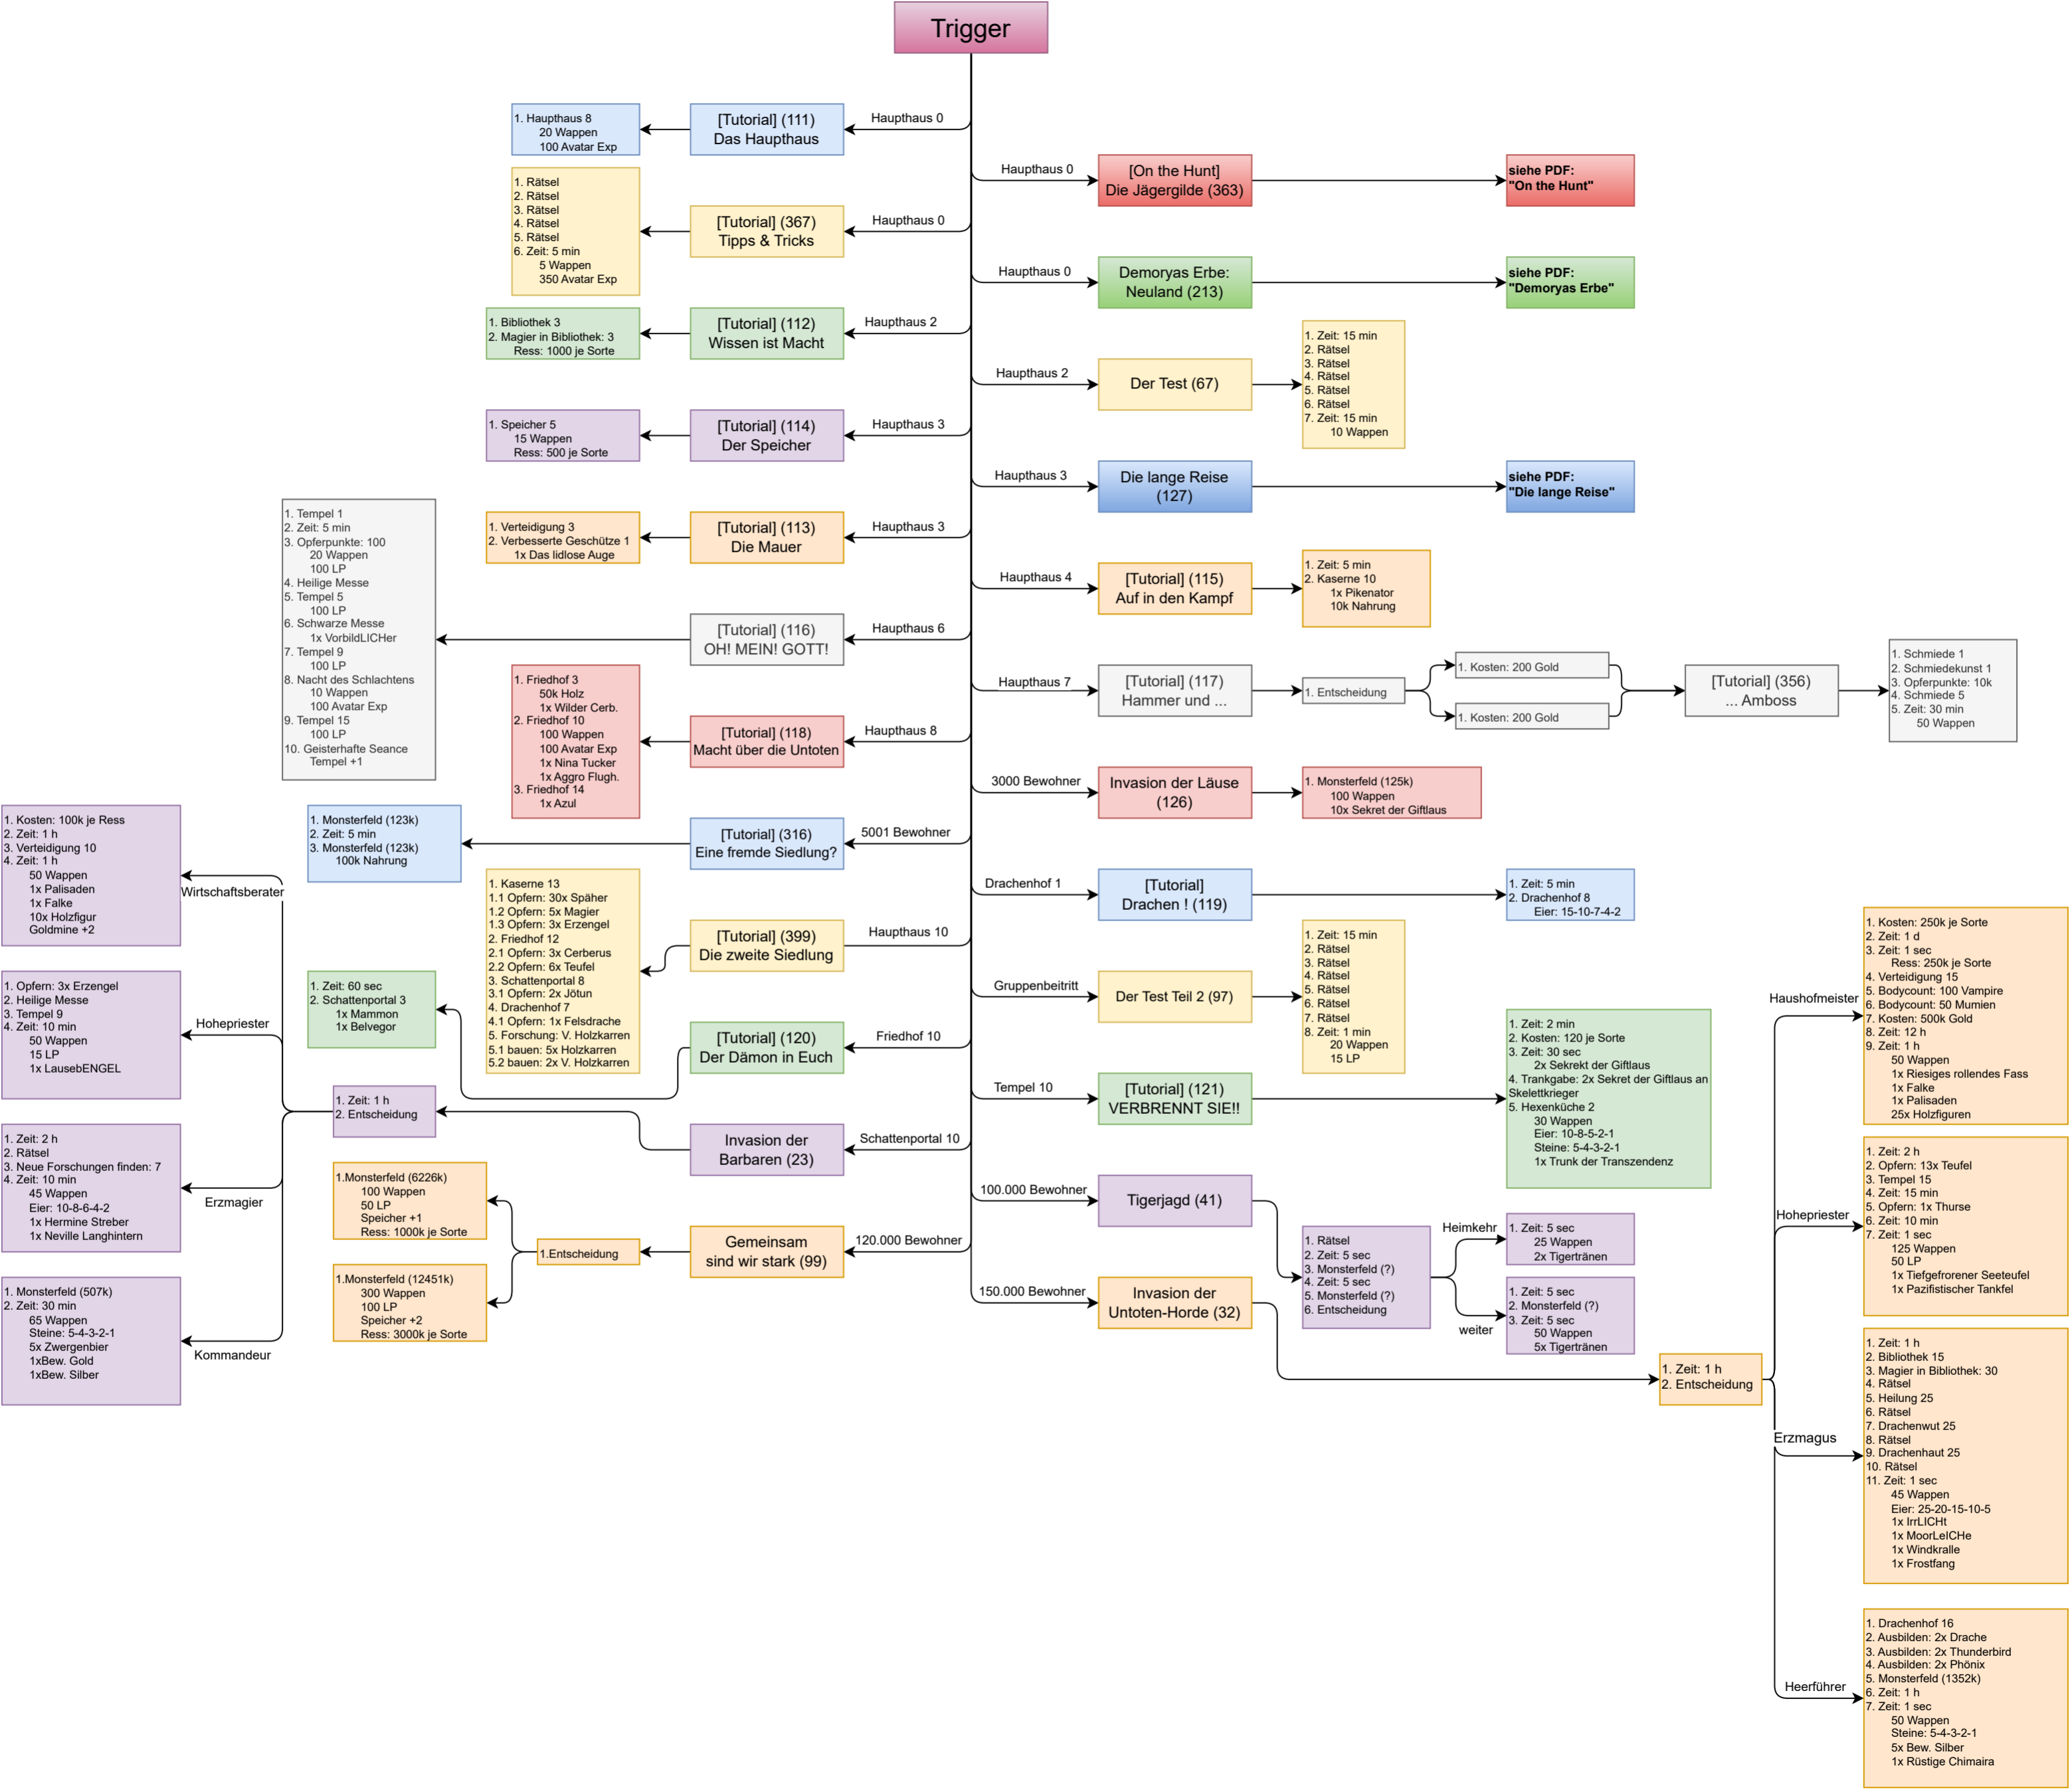 Trigger
Haupthaus 0
[Tutorial] (111)
Das Haupthaus
1. Haupthaus 8
20 Wappen
100 Avatar Exp
Haupthaus 0
[On the Hunt]
Die Jägergilde (363)
siehe PDF:
"On the Hunt"
Haupthaus 0
[Tutorial] (367)
Tipps & Tricks
1. Rätsel
2. Rätsel
3. Rätsel
4. Rätsel
5. Rätsel
6. Zeit: 5 min
5 Wappen
350 Avatar Exp
Haupthaus 0
Demoryas Erbe:
Neuland (213)
siehe PDF:
"Demoryas Erbe"
Haupthaus 2
[Tutorial] (112)
Wissen ist Macht
1. Bibliothek 3
2. Magier in Bibliothek: 3
Ress: 1000 je Sorte
Haupthaus 2
Der Test (67)
1. Zeit: 15 min
2. Rätsel
3. Rätsel
4. Rätsel
5. Rätsel
6. Rätsel
7. Zeit: 15 min
10 Wappen
Haupthaus 3
[Tutorial] (114)
Der Speicher
1. Speicher 5
15 Wappen
Ress: 500 je Sorte
Haupthaus 3
Die lange Reise
(127)
siehe PDF:
"Die lange Reise"
Haupthaus 3
[Tutorial] (113)
Die Mauer
1. Verteidigung 3
2. Verbesserte Geschütze 1
1x Das lidlose Auge
Haupthaus 4
[Tutorial] (115)
Auf in den Kampf
1. Zeit: 5 min
2. Kaserne 10
1x Pikenator
10k Nahrung
Haupthaus 6
[Tutorial] (116)
OH! MEIN! GOTT!
1. Tempel 1
2. Zeit: 5 min
3. Opferpunkte: 100
20 Wappen
100 LP
4. Heilige Messe
5. Tempel 5
100 LP
6. Schwarze Messe
1x VorbildLICHer
7. Tempel 9
100 LP
8. Nacht des Schlachtens
10 Wappen
100 Avatar Exp
9. Tempel 15
100 LP
10. Geisterhafte Seance
Tempel +1
Haupthaus 7
[Tutorial] (117)
Hammer und ...
1. Entscheidung
1. Kosten: 200 Gold
1. Kosten: 200 Gold
[Tutorial] (356)
... Amboss
1. Schmiede 1
2. Schmiedekunst 1
3. Opferpunkte: 10k
4. Schmiede 5
5. Zeit: 30 min
50 Wappen
Haupthaus 8
[Tutorial] (118)
Macht über die Untoten
1. Friedhof 3
50k Holz
1x Wilder Cerb.
2. Friedhof 10
100 Wappen
100 Avatar Exp
1x Nina Tucker
1x Aggro Flugh.
3. Friedhof 14
1x Azul
3000 Bewohner
Invasion der Läuse
(126)
1. Monsterfeld (125k)
100 Wappen
10x Sekret der Giftlaus
5001 Bewohner
[Tutorial] (316)
Eine fremde Siedlung?
1. Monsterfeld (123k)
2. Zeit: 5 min
3. Monsterfeld (123k)
100k Nahrung
Drachenhof 1
[Tutorial]
Drachen ! (119)
1. Zeit: 5 min
2. Drachenhof 8
Eier: 15-10-7-4-2
Haupthaus 10
[Tutorial] (399)
Die zweite Siedlung
1. Kaserne 13
1.1 Opfern: 30x Späher
1.2 Opfern: 5x Magier
1.3 Opfern: 3x Erzengel
2. Friedhof 12
2.1 Opfern: 3x Cerberus
2.2 Opfern: 6x Teufel
3. Schattenportal 8
3.1 Opfern: 2x Jötun
4. Drachenhof 7
4.1 Opfern: 1x Felsdrache
5. Forschung: V. Holzkarren
5.1 bauen: 5x Holzkarren
5.2 bauen: 2x V. Holzkarren
Gruppenbeitritt
Der Test Teil 2 (97)
1. Zeit: 15 min
2. Rätsel
3. Rätsel
4. Rätsel
5. Rätsel
6. Rätsel
7. Rätsel
8. Zeit: 1 min
20 Wappen
15 LP
Friedhof 10
[Tutorial] (120)
Der Dämon in Euch
1. Zeit: 60 sec
2. Schattenportal 3
1x Mammon
1x Belvegor
Tempel 10
[Tutorial] (121)
VERBRENNT SIE!!
1. Zeit: 2 min
2. Kosten: 120 je Sorte
3. Zeit: 30 sec
2x Sekrekt der Giftlaus
4. Trankgabe: 2x Sekret der Giftlaus an
Skelettkrieger
5. Hexenküche 2
30 Wappen
Eier: 10-8-5-2-1
Steine: 5-4-3-2-1
1x Trunk der Transzendenz
Schattenportal 10
Invasion der
Barbaren (23)
1. Zeit: 1 h
2. Entscheidung
Wirtschaftsberater
1. Kosten: 100k je Ress
2. Zeit: 1 h
3. Verteidigung 10
4. Zeit: 1 h
50 Wappen
1x Palisaden
1x Falke
10x Holzfigur
Goldmine +2
Hohepriester
1. Opfern: 3x Erzengel
2. Heilige Messe
3. Tempel 9
4. Zeit: 10 min
50 Wappen
15 LP
1x LausebENGEL
Erzmagier
1. Zeit: 2 h
2. Rätsel
3. Neue Forschungen finden: 7
4. Zeit: 10 min
45 Wappen
Eier: 10-8-6-4-2
1x Hermine Streber
1x Neville Langhintern
Kommandeur
1. Monsterfeld (507k)
2. Zeit: 30 min
65 Wappen
Steine: 5-4-3-2-1
5x Zwergenbier
1xBew. Gold
1xBew. Silber
100.000 Bewohner
Tigerjagd (41)
1. Rätsel
2. Zeit: 5 sec
3. Monsterfeld (?)
4. Zeit: 5 sec
5. Monsterfeld (?)
6. Entscheidung
Heimkehr
1. Zeit: 5 sec
25 Wappen
2x Tigertränen
weiter
1. Zeit: 5 sec
2. Monsterfeld (?)
3. Zeit: 5 sec
50 Wappen
5x Tigertränen
120.000 Bewohner
Gemeinsam
sind wir stark (99)
1.Entscheidung
1.Monsterfeld (6226k)
100 Wappen
50 LP
Speicher +1
Ress: 1000k je Sorte
1.Monsterfeld (12451k)
300 Wappen
100 LP
Speicher +2
Ress: 3000k je Sorte
150.000 Bewohner
Invasion der
Untoten-Horde (32)
1. Zeit: 1 h
2. Entscheidung
Haushofmeister
1. Kosten: 250k je Sorte
2. Zeit: 1 d
3. Zeit: 1 sec
Ress: 250k je Sorte
4. Verteidigung 15
5. Bodycount: 100 Vampire
6. Bodycount: 50 Mumien
7. Kosten: 500k Gold
8. Zeit: 12 h
9. Zeit: 1 h
50 Wappen
1x Riesiges rollendes Fass
1x Falke
1x Palisaden
25x Holzfiguren
Hohepriester
1. Zeit: 2 h
2. Opfern: 13x Teufel
3. Tempel 15
4. Zeit: 15 min
5. Opfern: 1x Thurse
6. Zeit: 10 min
7. Zeit: 1 sec
125 Wappen
50 LP
1x Tiefgefrorener Seeteufel
1x Pazifistischer Tankfel
Erzmagus
1. Zeit: 1 h
2. Bibliothek 15
3. Magier in Bibliothek: 30
4. Rätsel
5. Heilung 25
6. Rätsel
7. Drachenwut 25
8. Rätsel
9. Drachenhaut 25
10. Rätsel
11. Zeit: 1 sec
45 Wappen
Eier: 25-20-15-10-5
1x IrrLICHt
1x MoorLeICHe
1x Windkralle
1x Frostfang
Heerführer
1. Drachenhof 16
2. Ausbilden: 2x Drache
3. Ausbilden: 2x Thunderbird
4. Ausbilden: 2x Phönix
5. Monsterfeld (1352k)
6. Zeit: 1 h
7. Zeit: 1 sec
50 Wappen
Steine: 5-4-3-2-1
5x Bew. Silber
1x Rüstige Chimaira